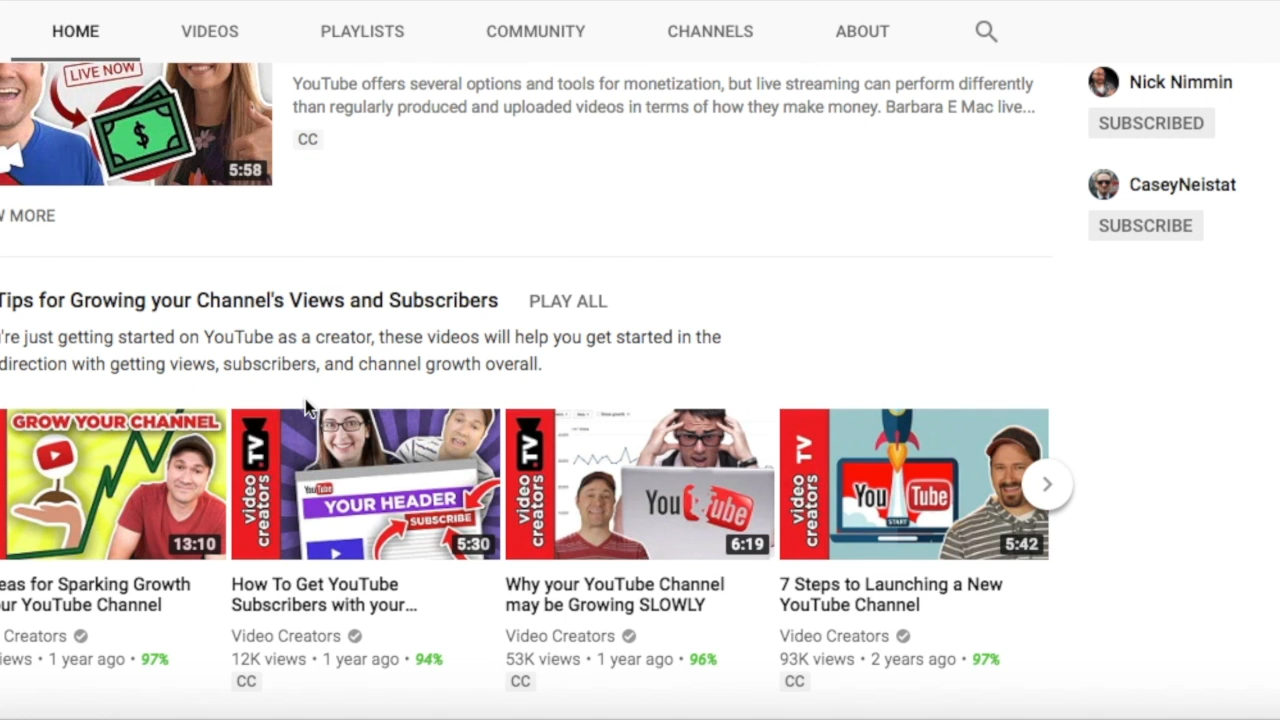 HOME VIDEOS PLAYLISTS COMMUNITY CHANNELS ABOUT
LIVE NOW
$
5:58
YouTube offers several options and tools for monetization, but live streaming can perform differently
than regularly produced and uploaded videos in terms of how they make money. Barbara E Mac live...
CC
MORE
Nick Nimmin
SUBSCRIBED
CaseyNeistat
SUBSCRIBE
Tips for Growing your Channel's Views and Subscribers PLAY ALL
're just getting started on YouTube as a creator, these videos will help you get started in the
direction with getting views, subscribers, and channel growth overall.
GROW YOUR CHANNEL
13:10
video creators .TV
YouTube
YOUR HEADER
SUBSCRIBE
5:30
video creators .TV
YouTube
6:19
video creators TV
YouTube
START
5:42
eas for Sparking Growth
ur YouTube Channel
Creators
iews • 1 year ago • 97%
How To Get YouTube
Subscribers with your...
Video Creators
12K views • 1 year ago • 94%
CC
Why your YouTube Channel
may be Growing SLOWLY
Video Creators
53K views • 1 year ago • 96%
CC
7 Steps to Launching a New
YouTube Channel
Video Creators
93K views • 2 years ago • 97%
CC